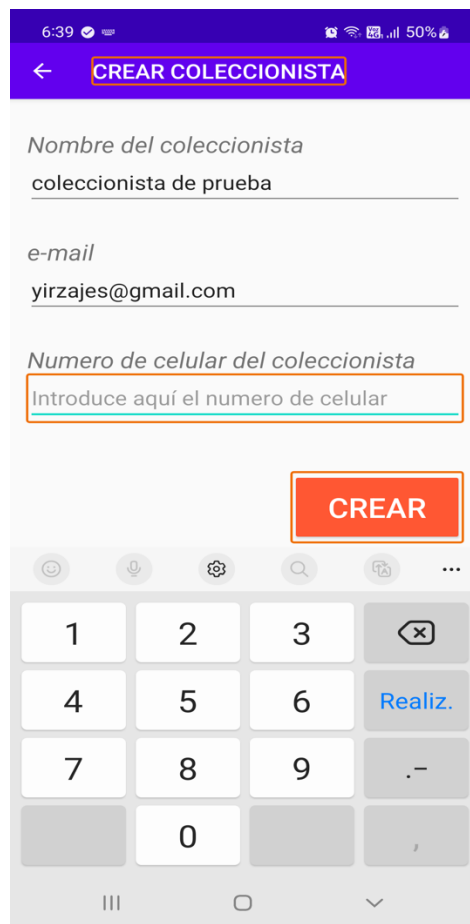 6:39 50%
CREAR COLECCIONISTA
Nombre del coleccionista
coleccionista de prueba
e-mail
yirzajes@gmail.com
Numero de celular del coleccionista
Introduce aquí el numero de celular
CREAR
1 2 3
4 5 6 Realiz.
7 8 9 .-
0 ,